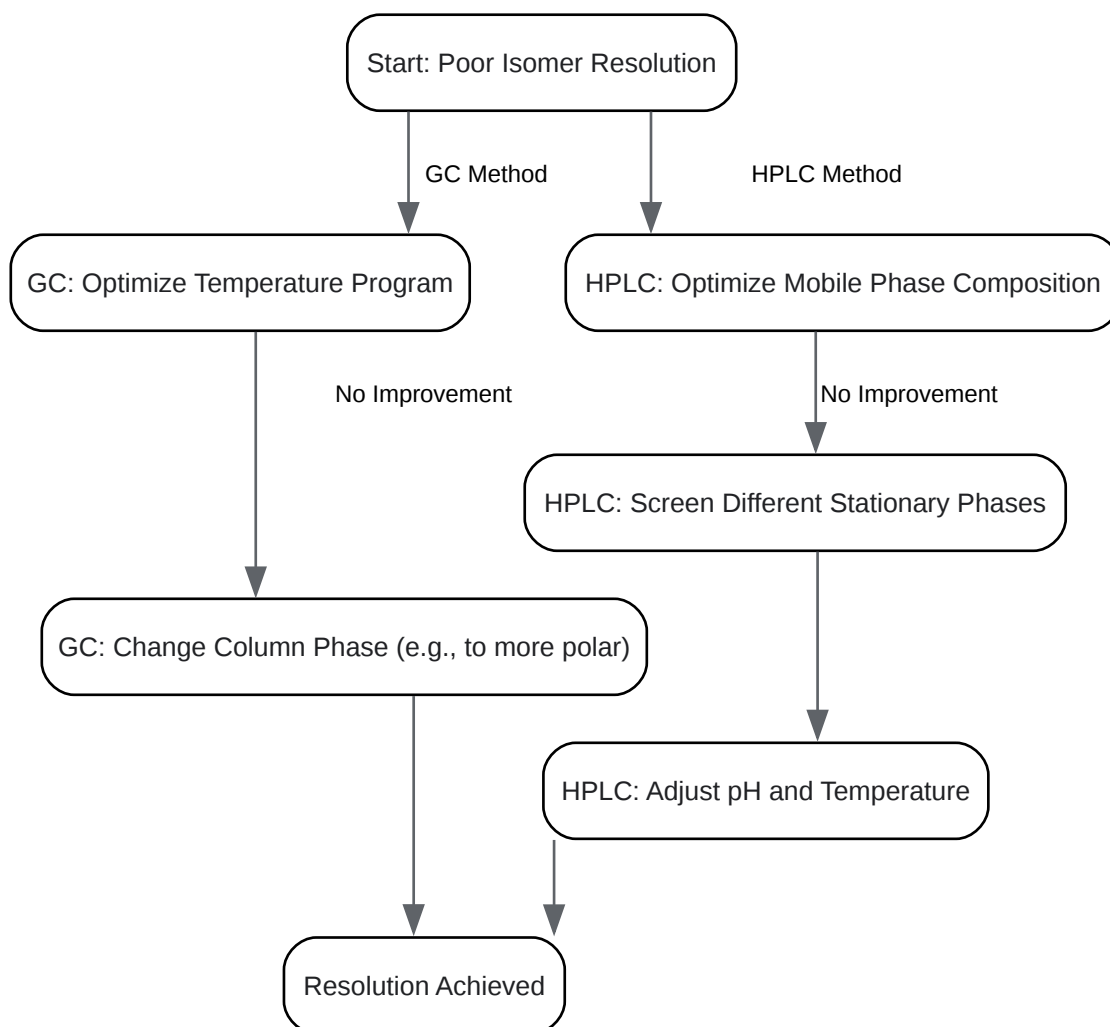 Start: Poor Isomer Resolution
GC Method
HPLC Method
GC: Optimize Temperature Program
HPLC: Optimize Mobile Phase Composition
No Improvement
No Improvement
HPLC: Screen Different Stationary Phases
GC: Change Column Phase (e.g., to more polar)
HPLC: Adjust pH and Temperature
Resolution Achieved